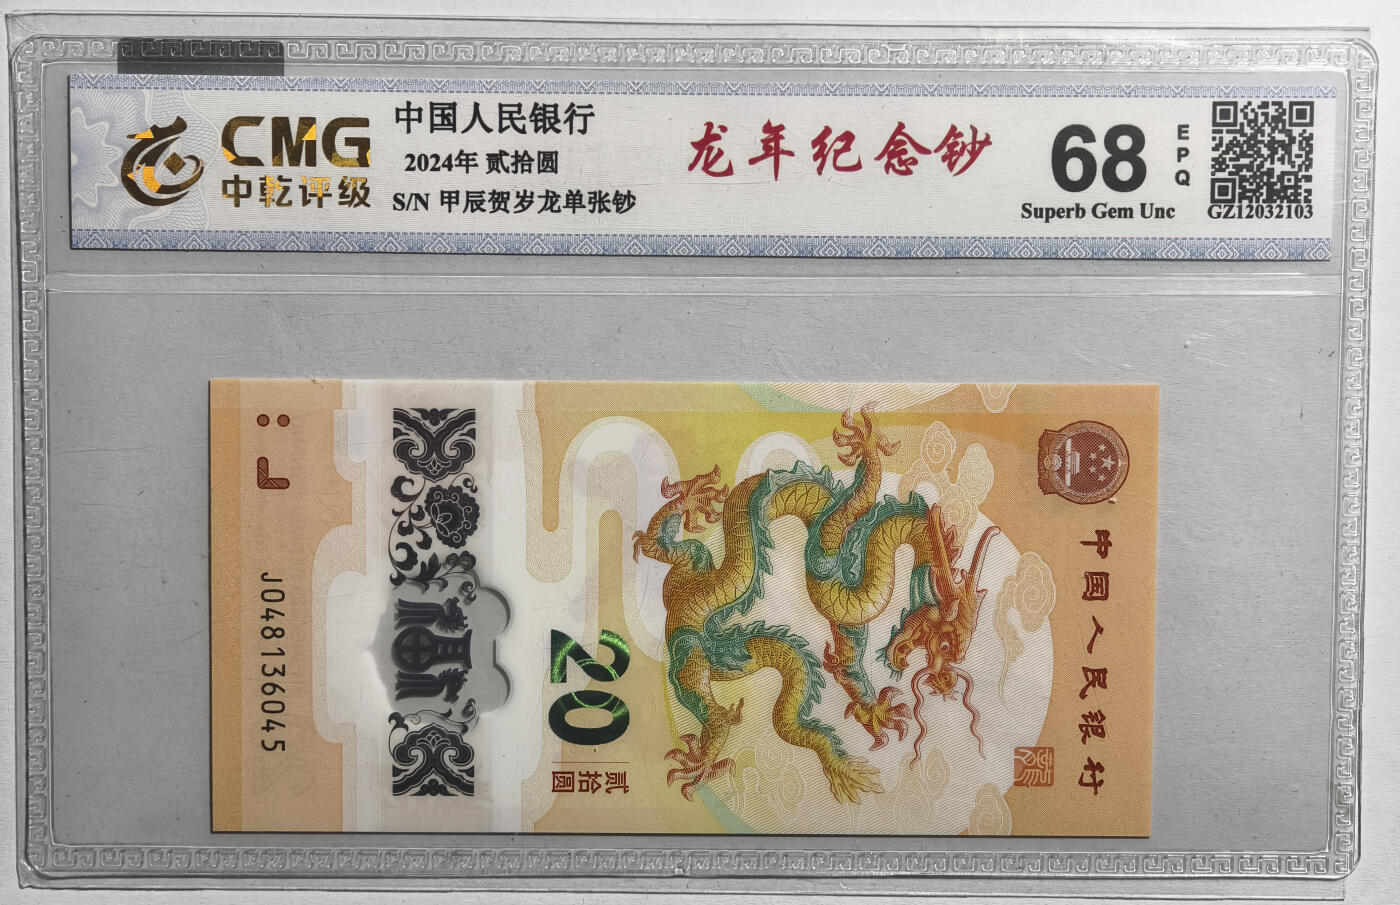 CMG
中乾评级
中国人民银行
2024年 贰拾圆
S/N 甲辰贺岁龙单张钞
龙年纪念钞
68
EPQ
Superb Gem Unc
GZ12032103
中国人民银行
20
贰拾圆
J048136045